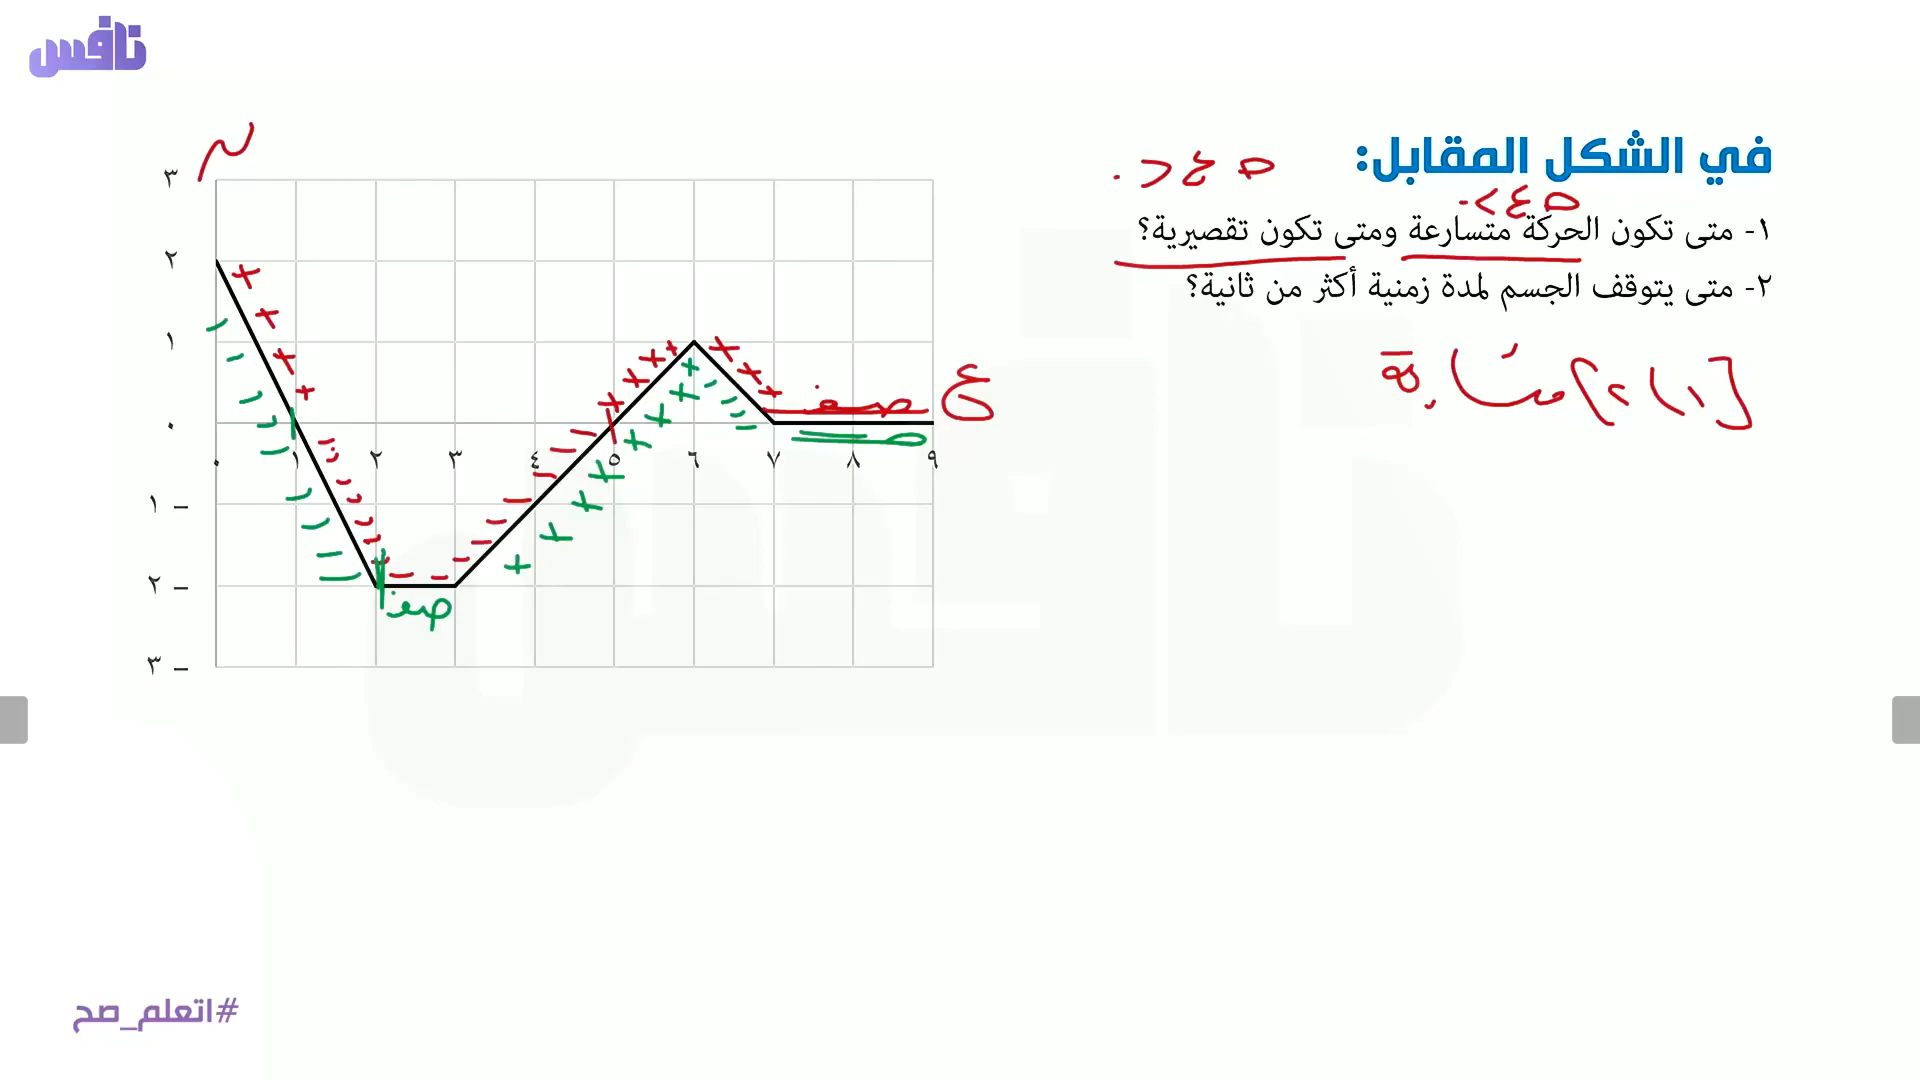 نافس
في الشكل المقابل:
١- متى تكون الحركة متسارعة ومتى تكون تقصيرية؟
٢- متى يتوقف الجسم لمدة زمنية أكثر من ثانية؟
٣
٢
١
٠
١ –
٢ –
٣ –
٠ ١ ٢ ٣ ٤ ٥ ٦ ٧ ٨ ٩
صفر
صفر
ع
#اتعلم_صح